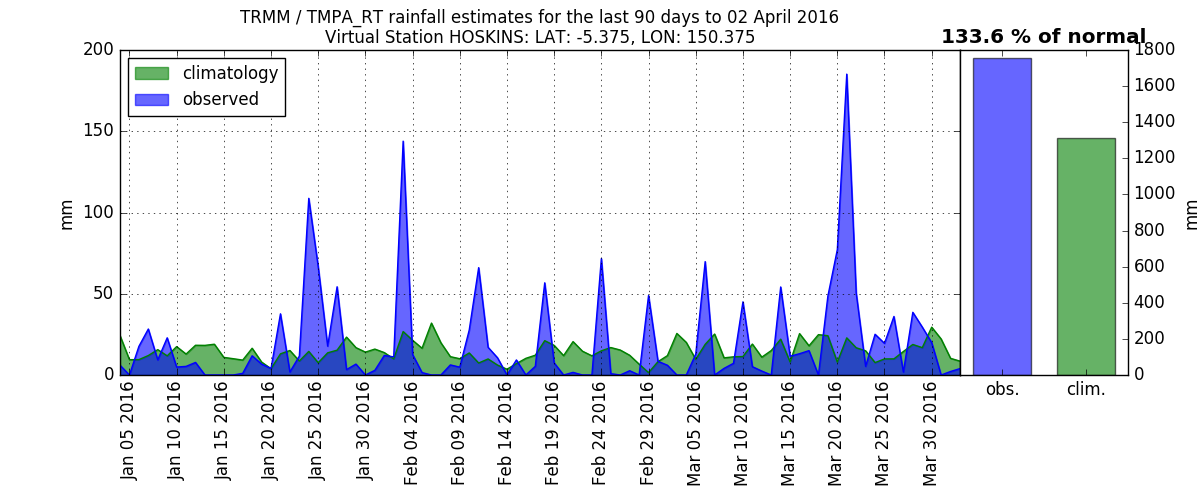 TRMM / TMPA_RT rainfall estimates for the last 90 days to 02 April 2016
Virtual Station HOSKINS: LAT: -5.375, LON: 150.375
133.6 % of normal
climatology
observed
200
150
100
50
0
mm
Jan 05 2016
Jan 10 2016
Jan 15 2016
Jan 20 2016
Jan 25 2016
Jan 30 2016
Feb 04 2016
Feb 09 2016
Feb 14 2016
Feb 19 2016
Feb 24 2016
Feb 29 2016
Mar 05 2016
Mar 10 2016
Mar 15 2016
Mar 20 2016
Mar 25 2016
Mar 30 2016
1800
1600
1400
1200
1000
800
600
400
200
0
mm
obs.
clim.